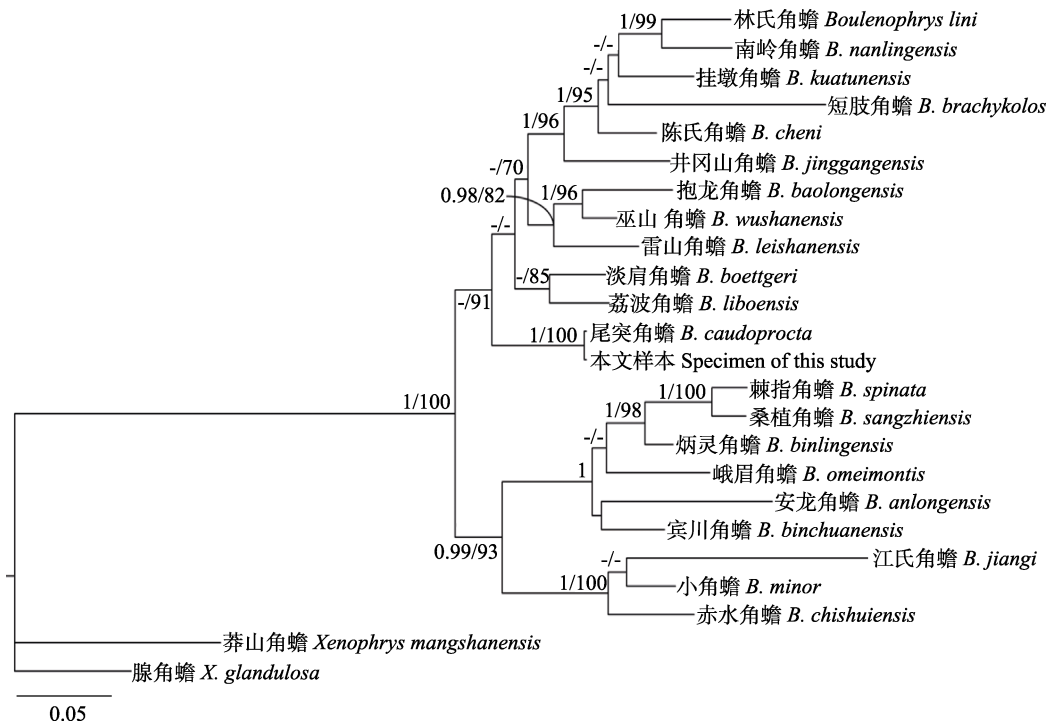 1/99
林氏角蟾 Boulenophrys lini
-/-
南岭角蟾 B. nanlingensis
-/-
挂墩角蟾 B. kuatunensis
1/95
短肢角蟾 B. brachykolos
1/96
陈氏角蟾 B. cheni
-/70
井冈山角蟾 B. jinggangensis
0.98/82
1/96
抱龙角蟾 B. baolongensis
巫山 角蟾 B. wushanensis
-/-
雷山角蟾 B. leishanensis
-/85
淡肩角蟾 B. boettgeri
-/91
荔波角蟾 B. liboensis
1/100
尾突角蟾 B. caudoprocta
本文样本 Specimen of this study
1/100
1/100
棘指角蟾 B. spinata
1/98
桑植角蟾 B. sangzhiensis
-/-
炳灵角蟾 B. binlingensis
1
峨眉角蟾 B. omeimontis
安龙角蟾 B. anlongensis
宾川角蟾 B. binchuanensis
0.99/93
-/-
江氏角蟾 B. jiangi
1/100
小角蟾 B. minor
赤水角蟾 B. chishuiensis
莽山角蟾 Xenophrys mangshanensis
腺角蟾 X. glandulosa
0.05